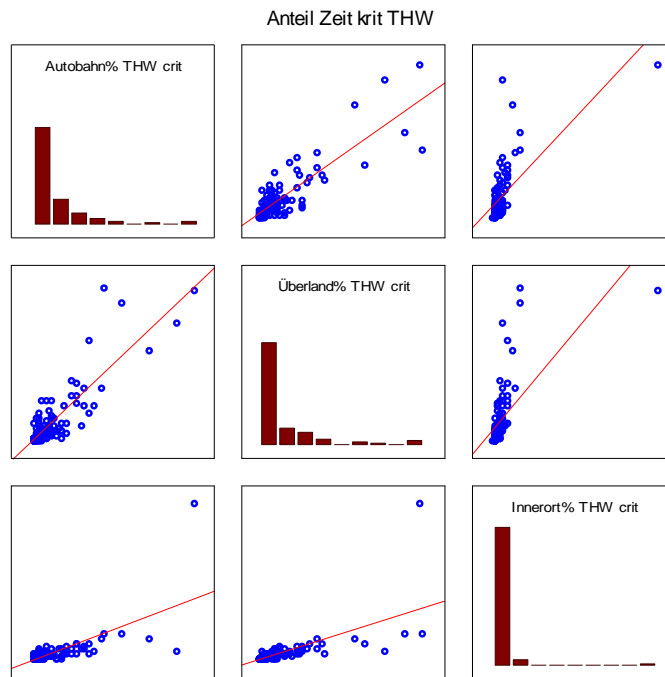 Anteil Zeit krit THW
Autobahn% THW crit
Überland% THW crit
Innerort% THW crit